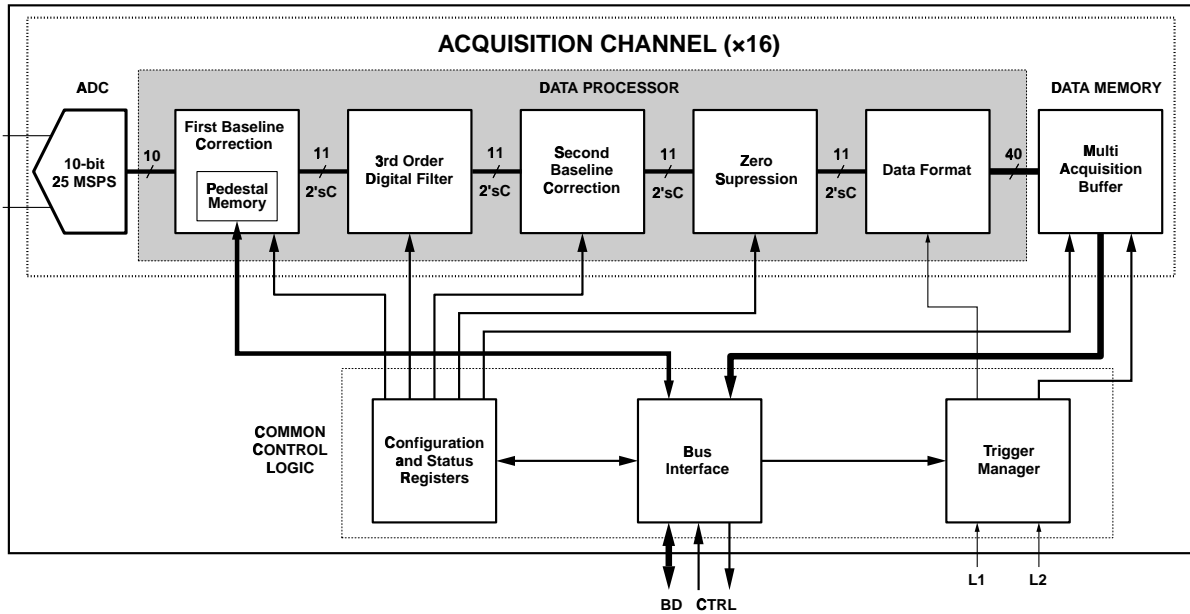 ACQUISITION CHANNEL (×16)
ADC
DATA PROCESSOR
DATA MEMORY
10-bit
25 MSPS
10
First Baseline
Correction
Pedestal
Memory
11
2'sC
3rd Order
Digital Filter
11
2'sC
Second
Baseline
Correction
11
2'sC
Zero
Supression
11
2'sC
Data Format
40
Multi
Acquisition
Buffer
COMMON
CONTROL
LOGIC
Configuration
and Status
Registers
Bus
Interface
Trigger
Manager
BD
CTRL
L1
L2